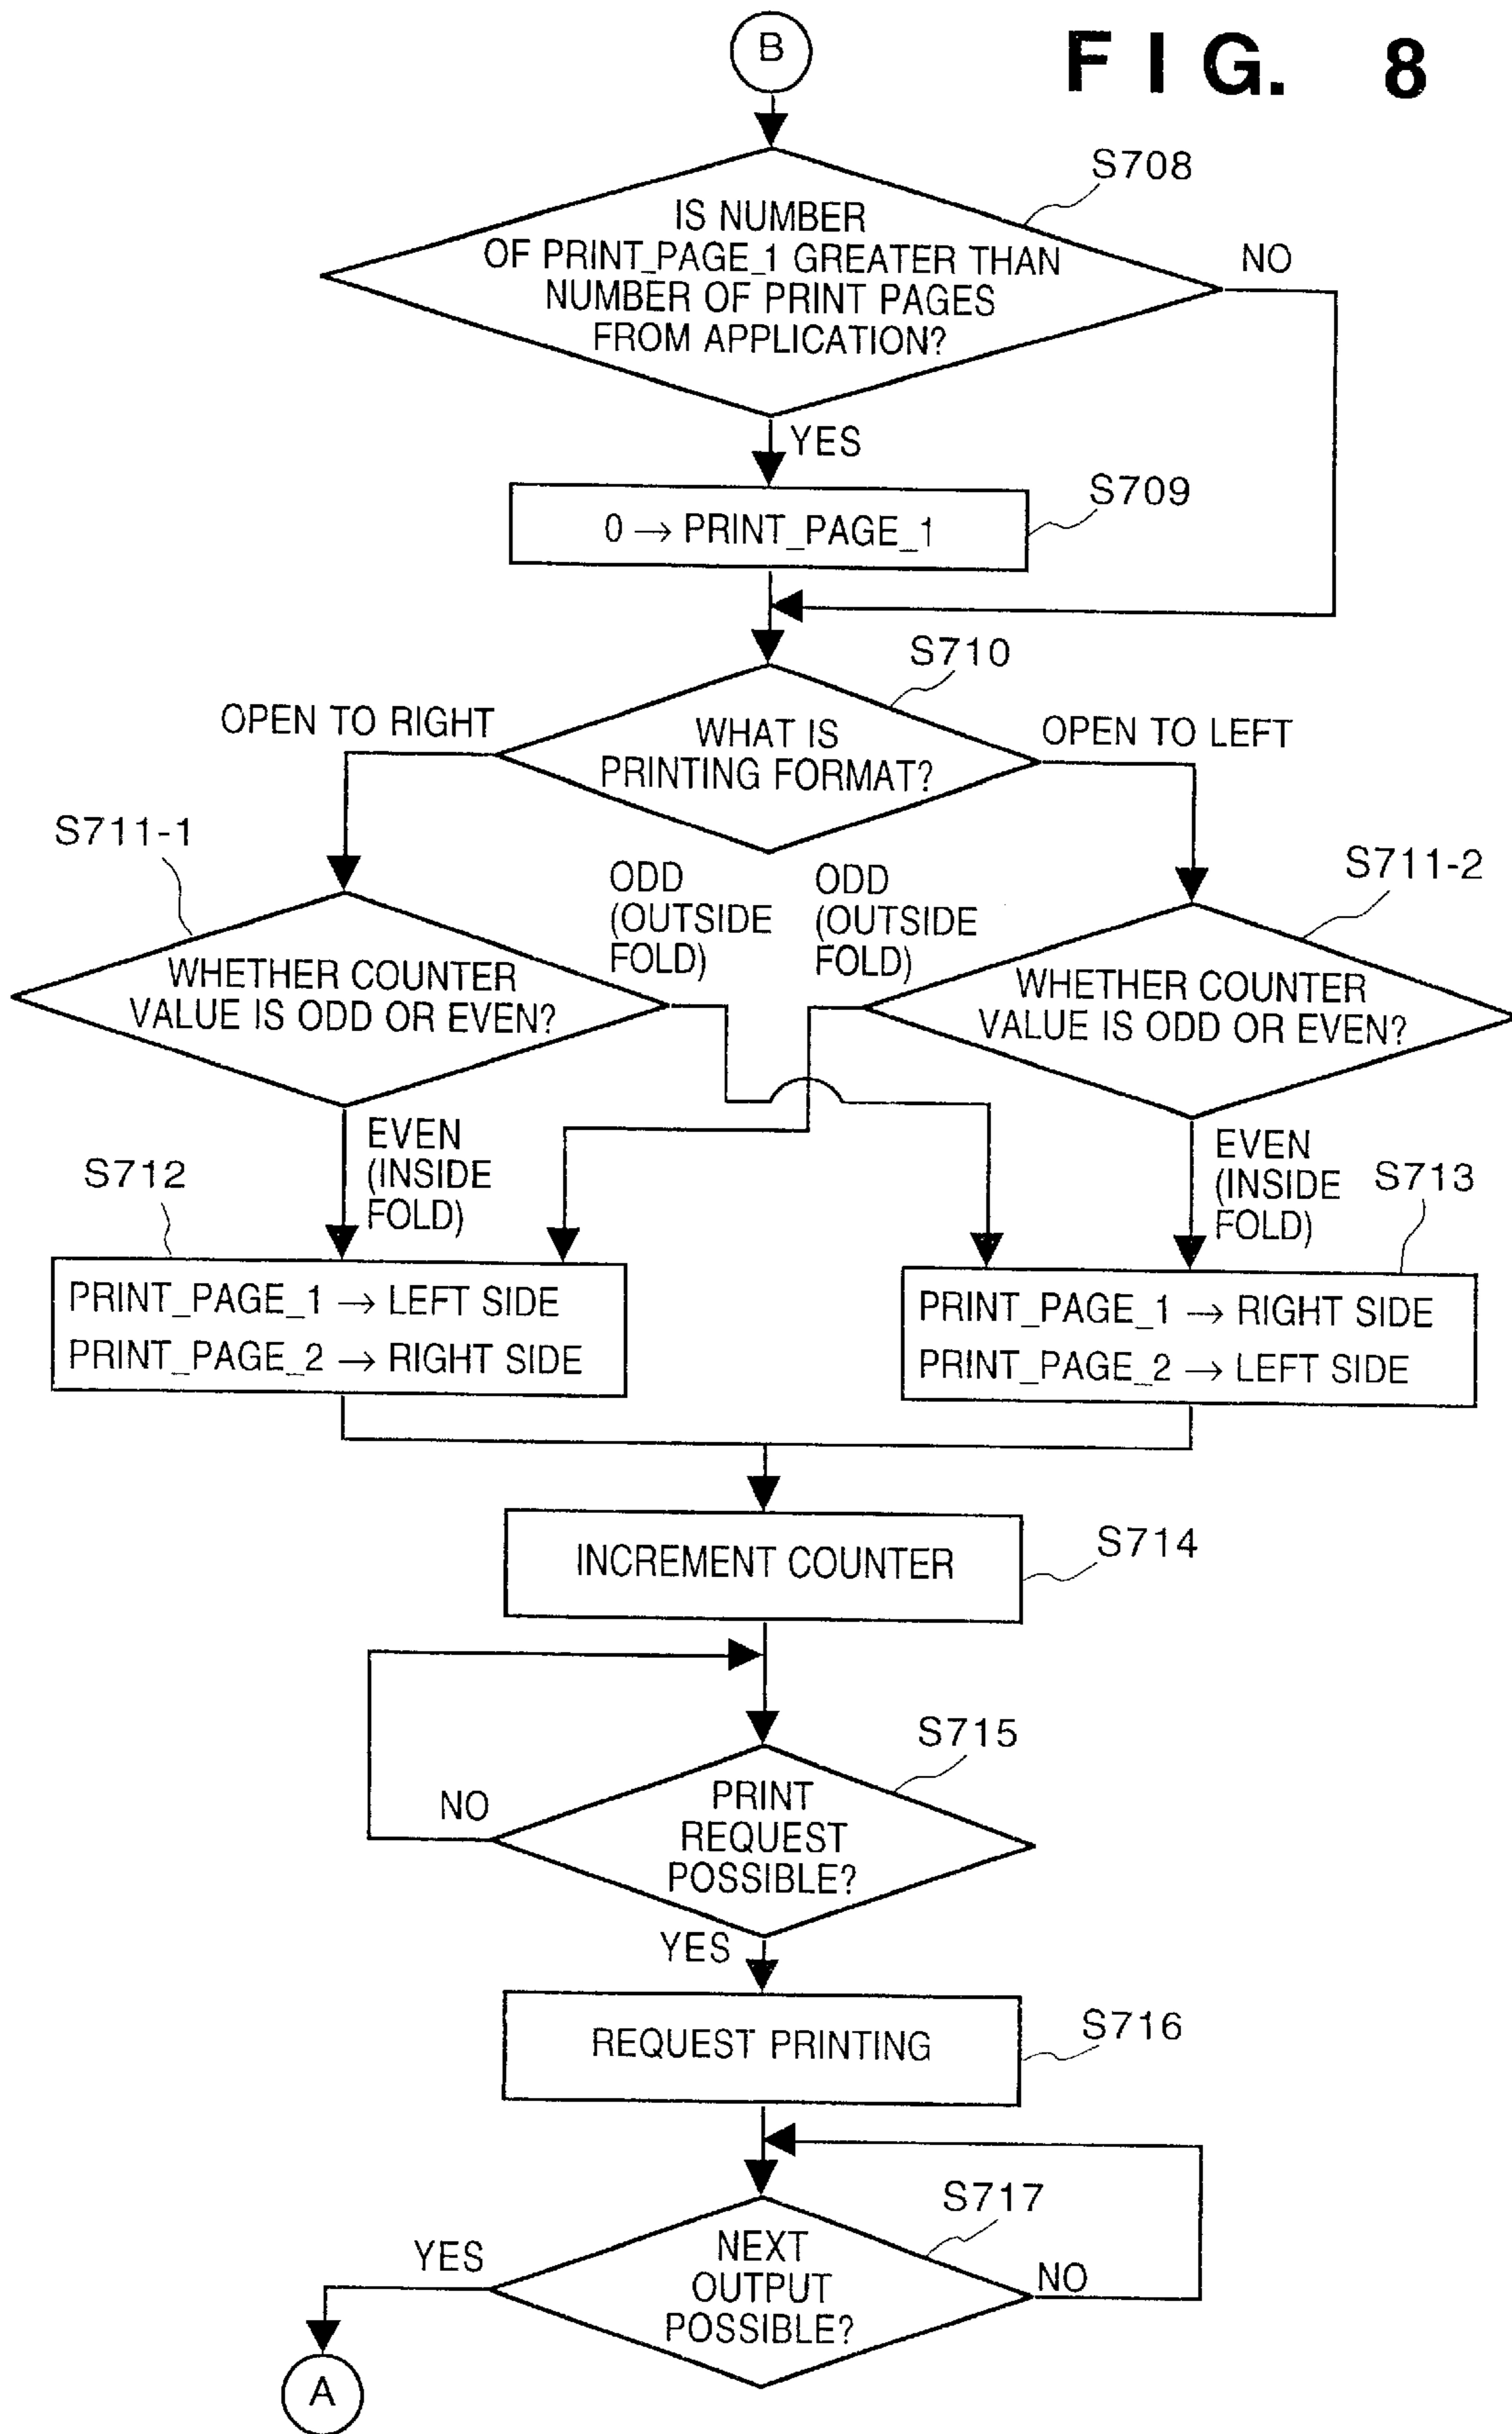 B
FIG. 8
S708
IS NUMBER
OF PRINT_PAGE_1 GREATER THAN
NUMBER OF PRINT PAGES
FROM APPLICATION?
NO
YES
S709
0 → PRINT_PAGE_1
S710
OPEN TO RIGHT
WHAT IS
PRINTING FORMAT?
OPEN TO LEFT
S711-1
ODD
(OUTSIDE
FOLD)
ODD
(OUTSIDE
FOLD)
S711-2
WHETHER COUNTER
VALUE IS ODD OR EVEN?
WHETHER COUNTER
VALUE IS ODD OR EVEN?
S712
EVEN
(INSIDE
FOLD)
EVEN
(INSIDE
FOLD)
S713
PRINT_PAGE_1 → LEFT SIDE
PRINT_PAGE_2 → RIGHT SIDE
PRINT_PAGE_1 → RIGHT SIDE
PRINT_PAGE_2 → LEFT SIDE
INCREMENT COUNTER
S714
S715
NO
PRINT
REQUEST
POSSIBLE?
YES
REQUEST PRINTING
S716
S717
YES
NEXT
OUTPUT
POSSIBLE?
NO
A